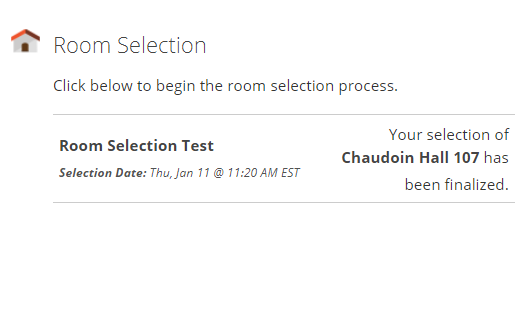 Room Selection
Click below to begin the room selection process.
Room Selection Test
Selection Date: Thu, Jan 11 @ 11:20 AM EST
Your selection of
Chaudoin Hall 107 has
been finalized.